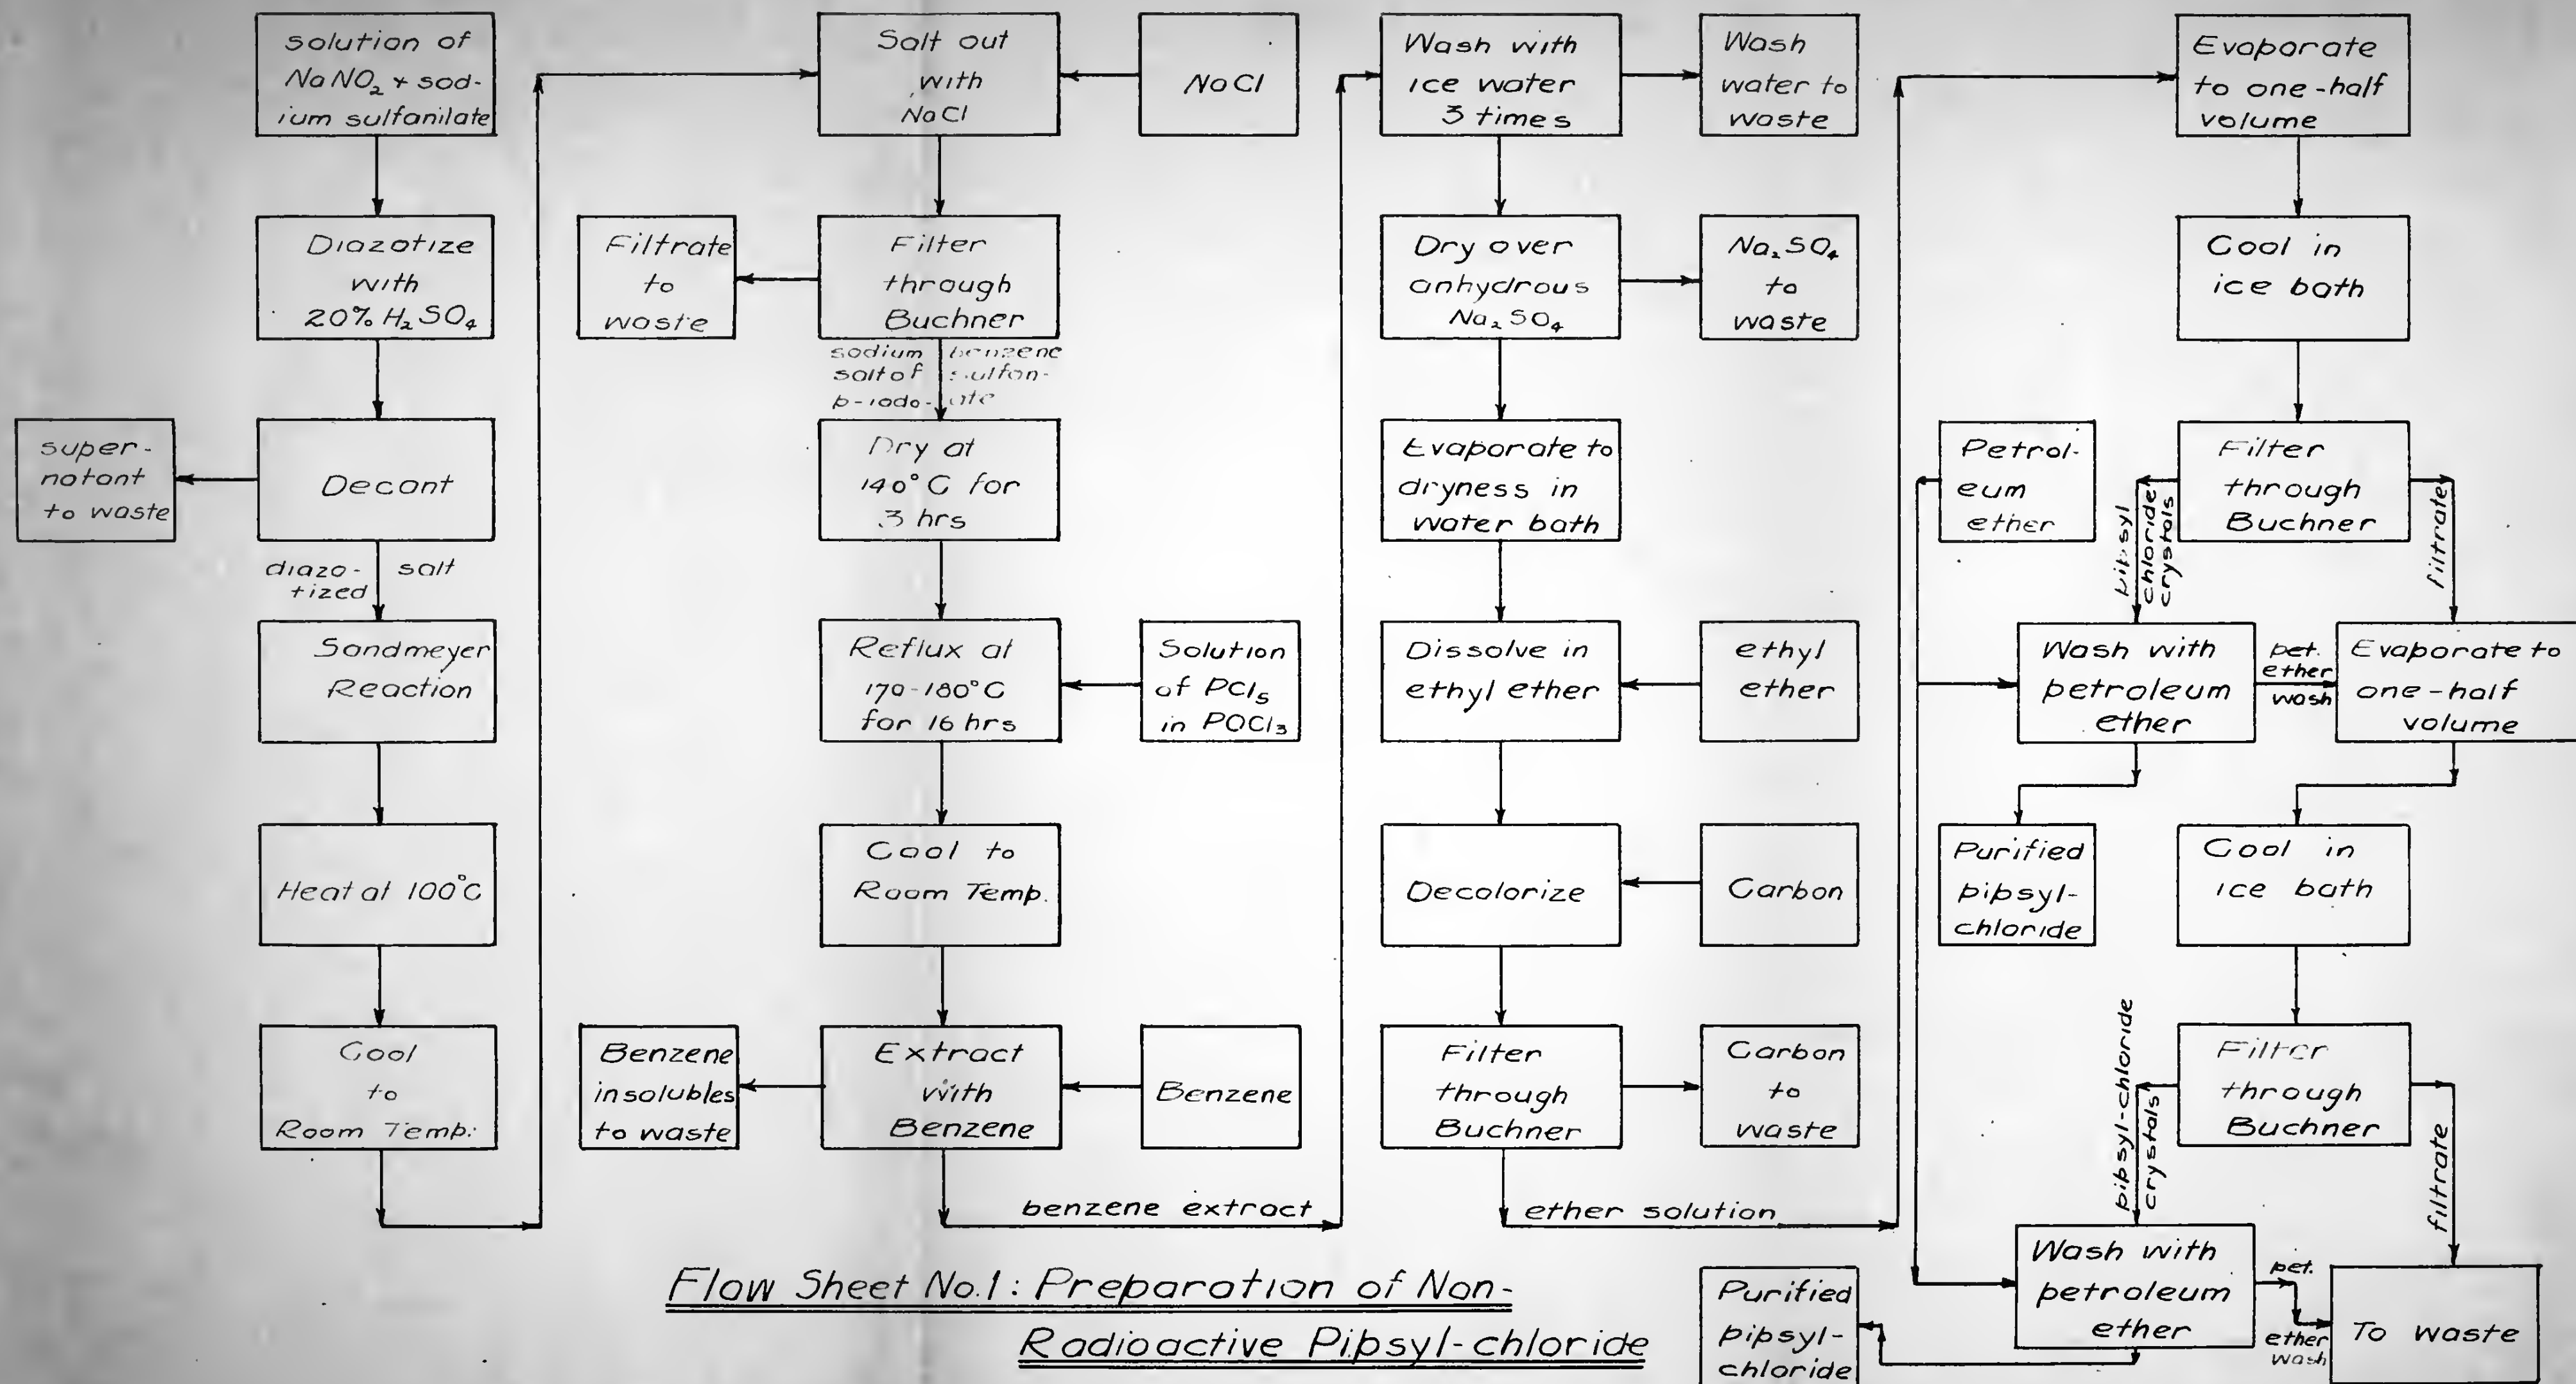 solution of
NaNO₂ + sod-
ium sulfanilate
Diazotize
with
20% H₂SO₄
super-
natant
to waste
Decant
diazo- salt
tized
Sandmeyer
Reaction
Heat at 100°C
Cool
to
Room Temp.
Salt out
with
NaCl
NaCl
Filtrate
to
waste
Filter
through
Buchner
sodium benzene
salt of sulfon-
p-iodo- ate
Dry at
140°C for
3 hrs
Reflux at
170-180°C
for 16 hrs
Solution
of PCl₅
in POCl₃
Cool to
Room Temp.
Benzene
insolubles
to waste
Extract
with
Benzene
Benzene
benzene extract
Wash with
ice water
3 times
Wash
water to
waste
Dry over
anhydrous
Na₂SO₄
Na₂SO₄
to
waste
Evaporate to
dryness in
water bath
Dissolve in
ethyl ether
ethyl
ether
Decolorize
Carbon
Filter
through
Buchner
Carbon
to
waste
ether solution
Evaporate
to one-half
volume
Cool in
ice bath
Petrol-
eum
ether
Filter
through
Buchner
pipsyl
chloride
crystals
filtrate
Wash with
petroleum
ether
pet.
ether
wash
Evaporate to
one-half
volume
Purified
pipsyl-
chloride
Cool in
ice bath
Filter
through
Buchner
pipsyl-chloride
crystals
filtrate
Wash with
petroleum
ether
pet.
ether
wash
To waste
Purified
pipsyl-
chloride
Flow Sheet No.1: Preparation of Non-
Radioactive Pipsyl-chloride